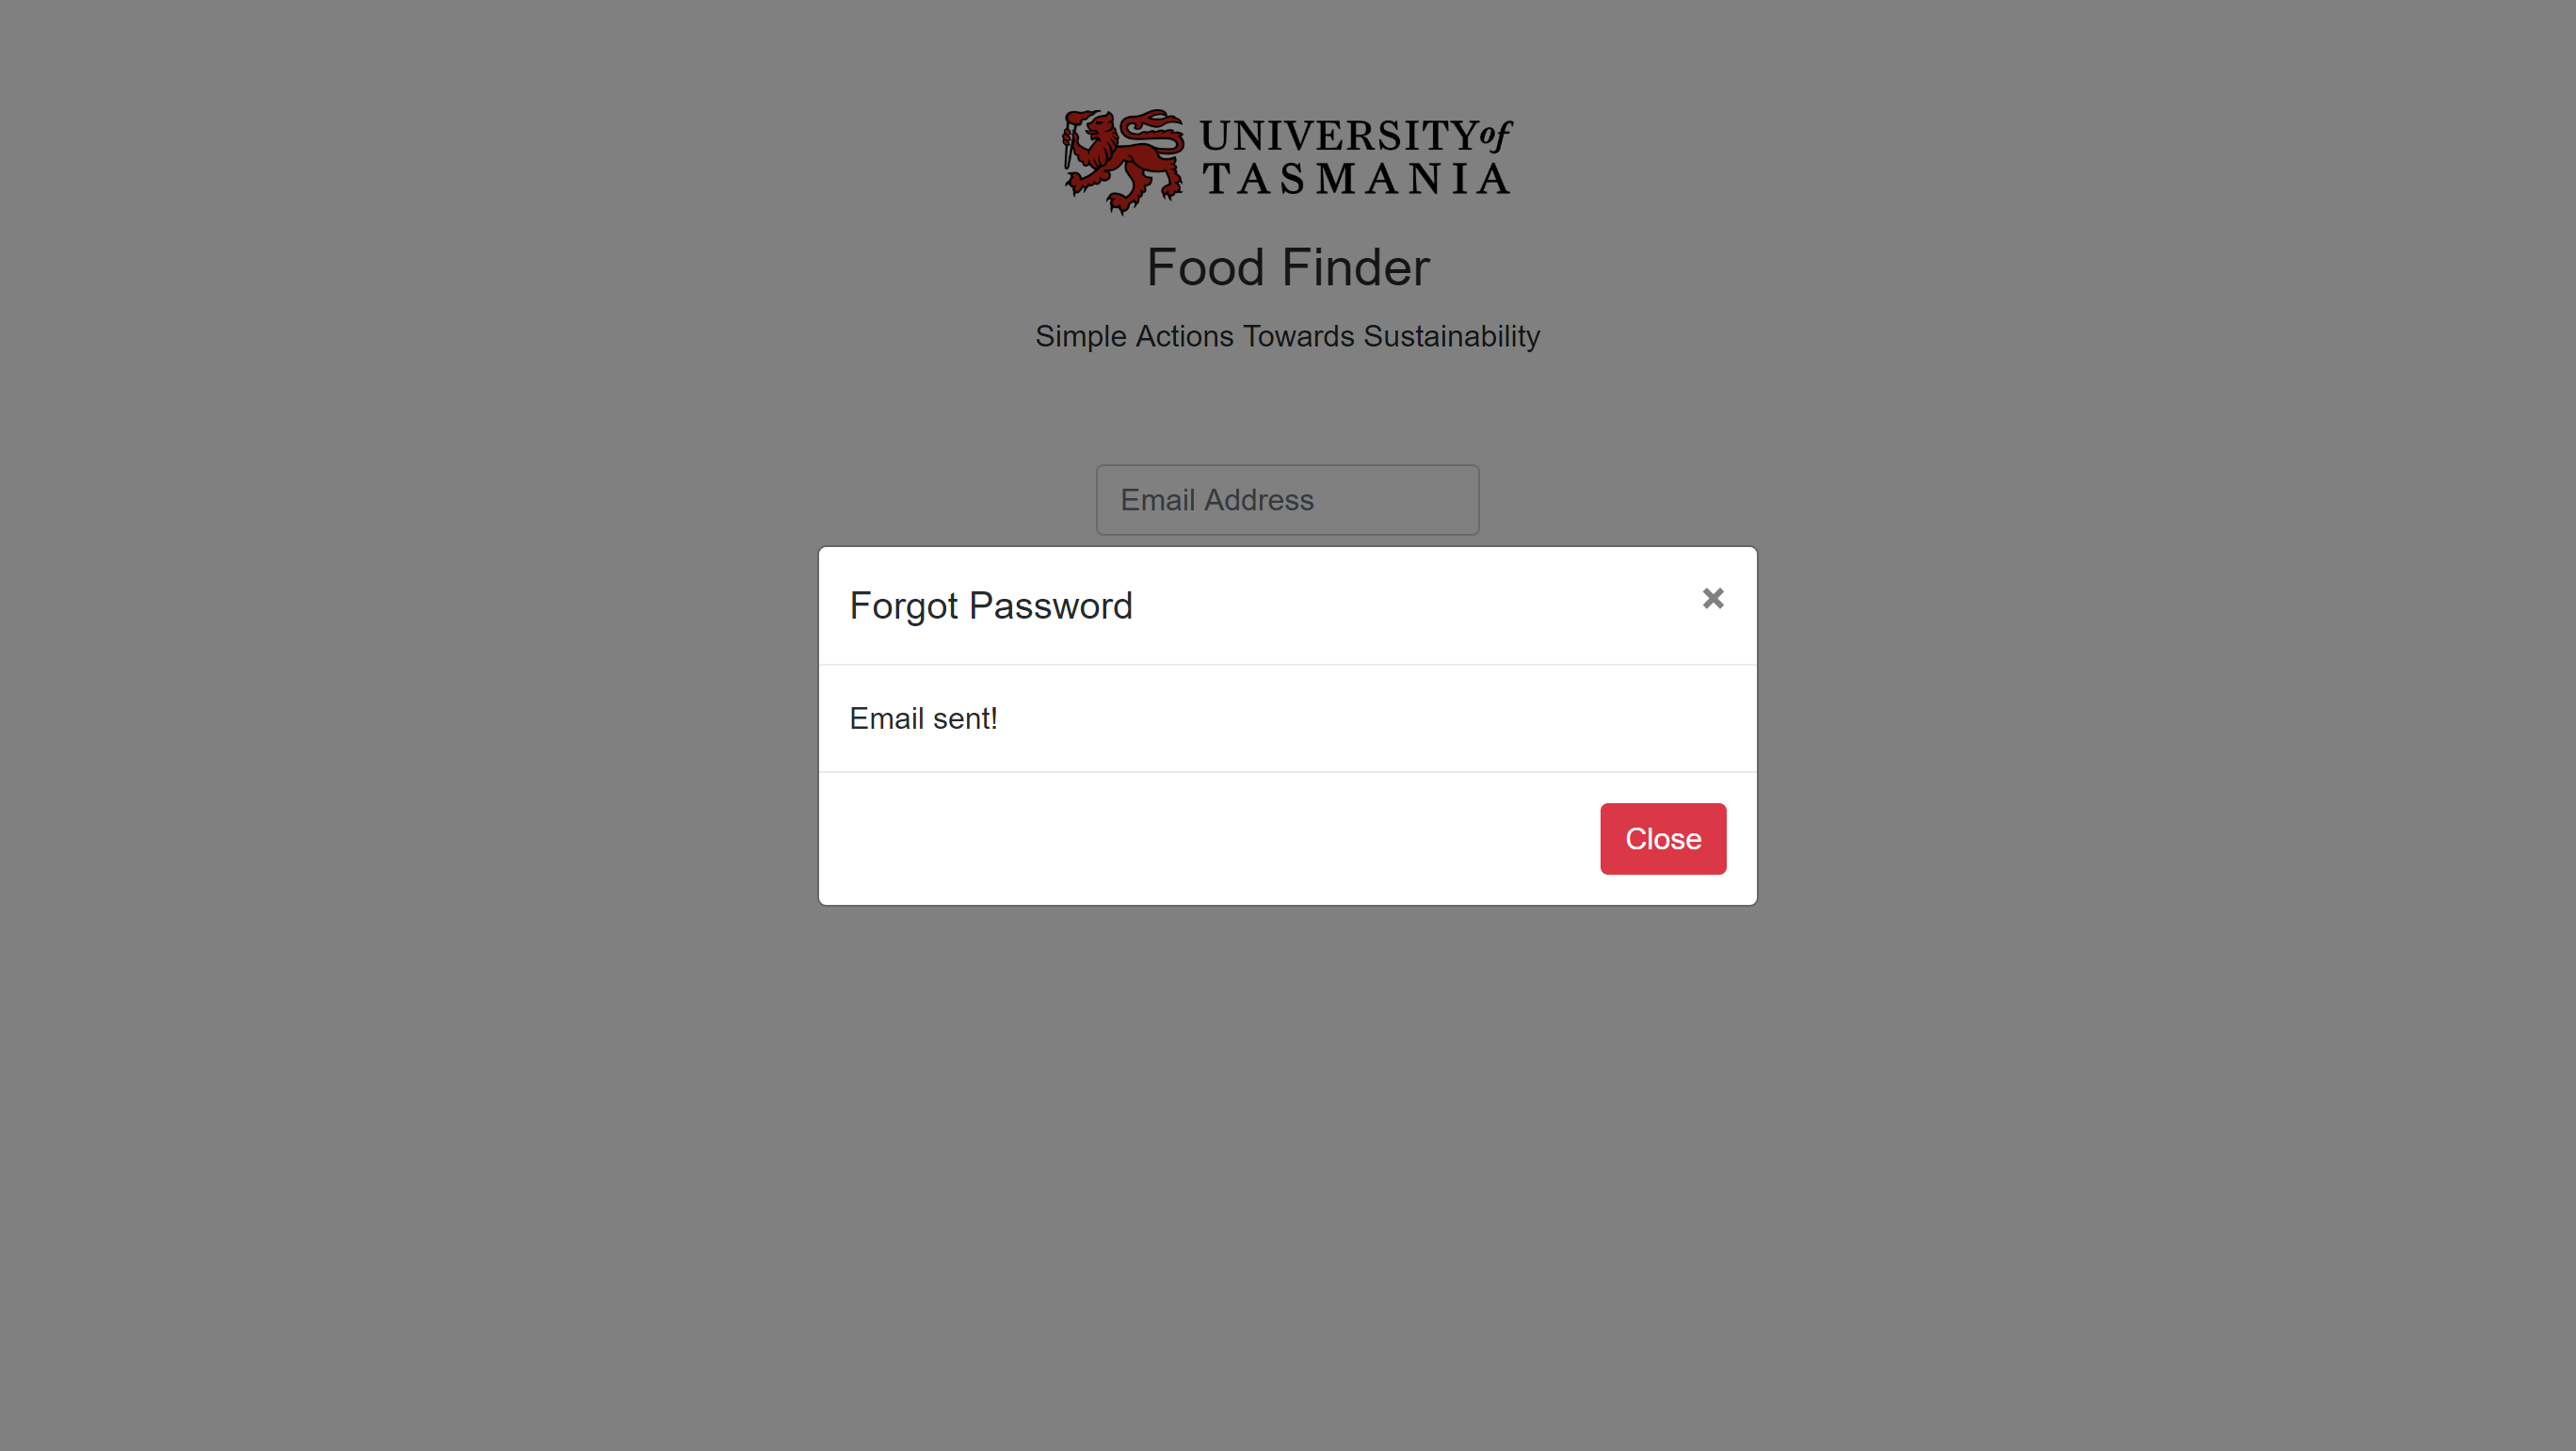 UNIVERSITY of
TASMANIA
Food Finder
Simple Actions Towards Sustainability
Email Address
Forgot Password
×
Email sent!
Close